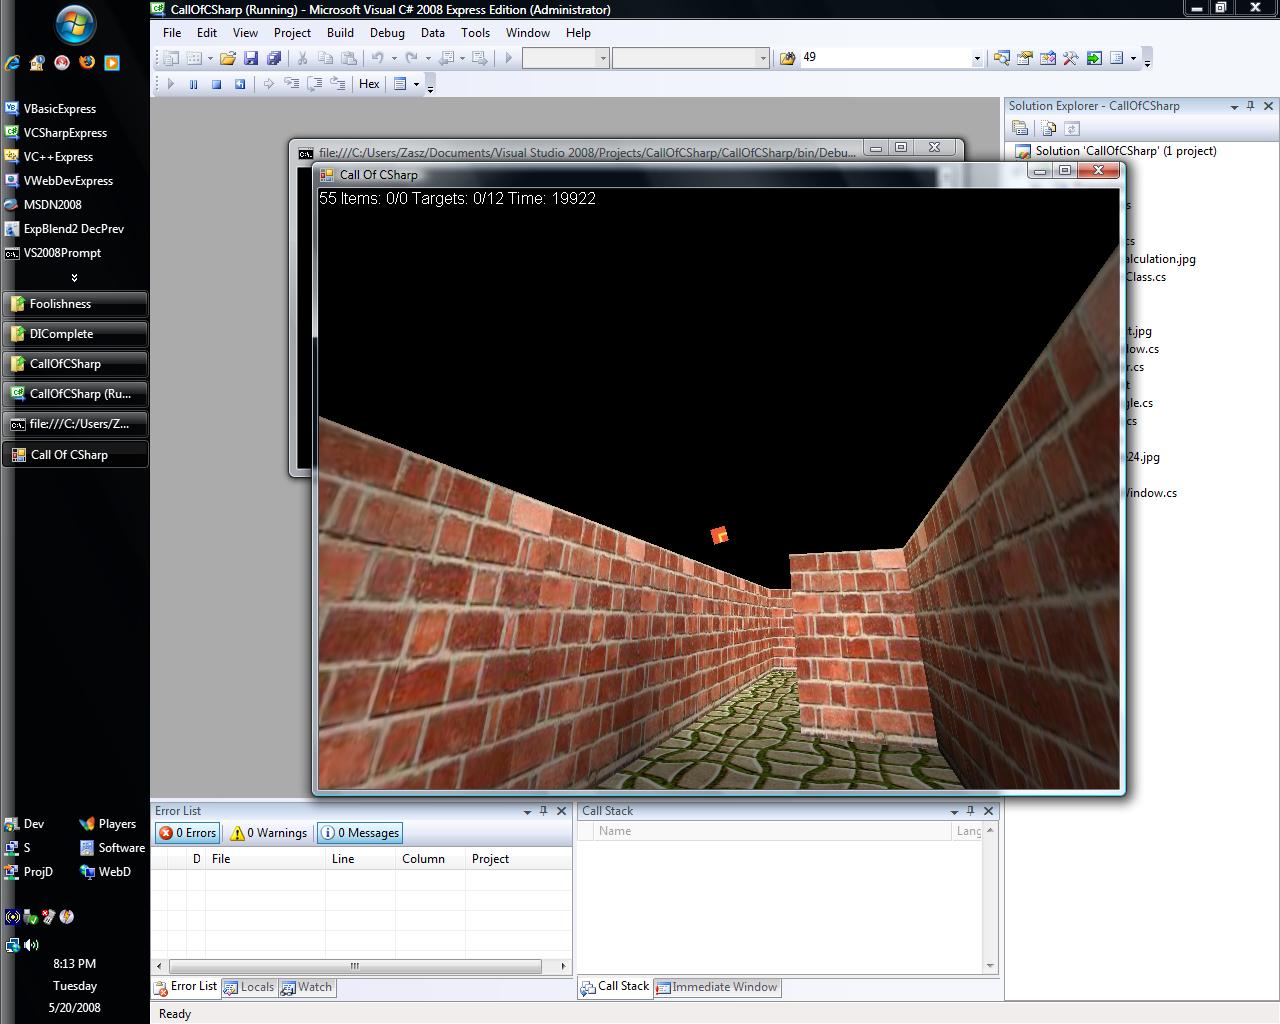 CallOfCSharp (Running) - Microsoft Visual C# 2008 Express Edition (Administrator)
File Edit View Project Build Debug Data Tools Window Help
49
Hex
VBasicExpress
VCSharpExpress
VC++Express
VWebDevExpress
MSDN2008
ExpBlend2 DecPrev
VS2008Prompt
Foolishness
DIComplete
CallOfCSharp
CallOfCSharp (Ru...
file:///C:/Users/Z...
Call Of CSharp
Dev Players
S Software
ProjD WebD
8:13 PM
Tuesday
5/20/2008
file:///C:/Users/Zasz/Documents/Visual Studio 2008/Projects/CallOfCSharp/CallOfCSharp/bin/Debu...
Call Of CSharp
55 Items: 0/0 Targets: 0/12 Time: 19922
Solution Explorer - CallOfCSharp
Solution 'CallOfCSharp' (1 project)
s
cs
alculation.jpg
Class.cs
t.jpg
low.cs
r.cs
t
gle.cs
cs
24.jpg
indow.cs
Error List
0 Errors 0 Warnings 0 Messages
D File Line Column Project
Error List Locals Watch
Call Stack
Name Lang
Call Stack Immediate Window
Ready